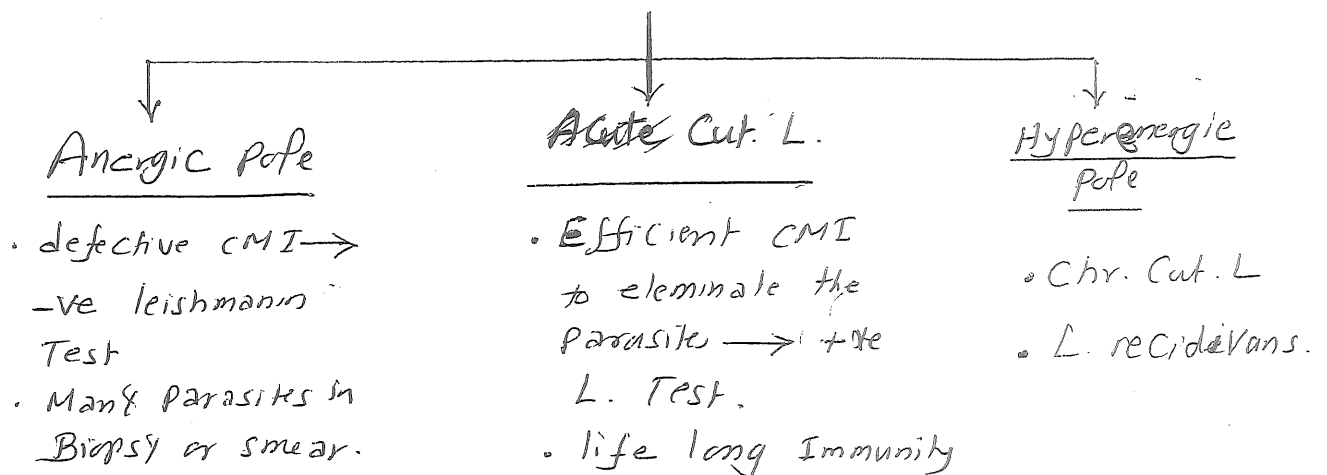 Anergic Pole
. defective CMI →
-ve leishmanin
Test
. Many Parasites in
Biopsy or smear.
Acute Cut. L.
. Efficient CMI
to eleminate the
Parasite → +ve
L. Test.
. life long Immunity
Hyperenergic
Pole
. Chr. Cut. L
. L. recidivans.